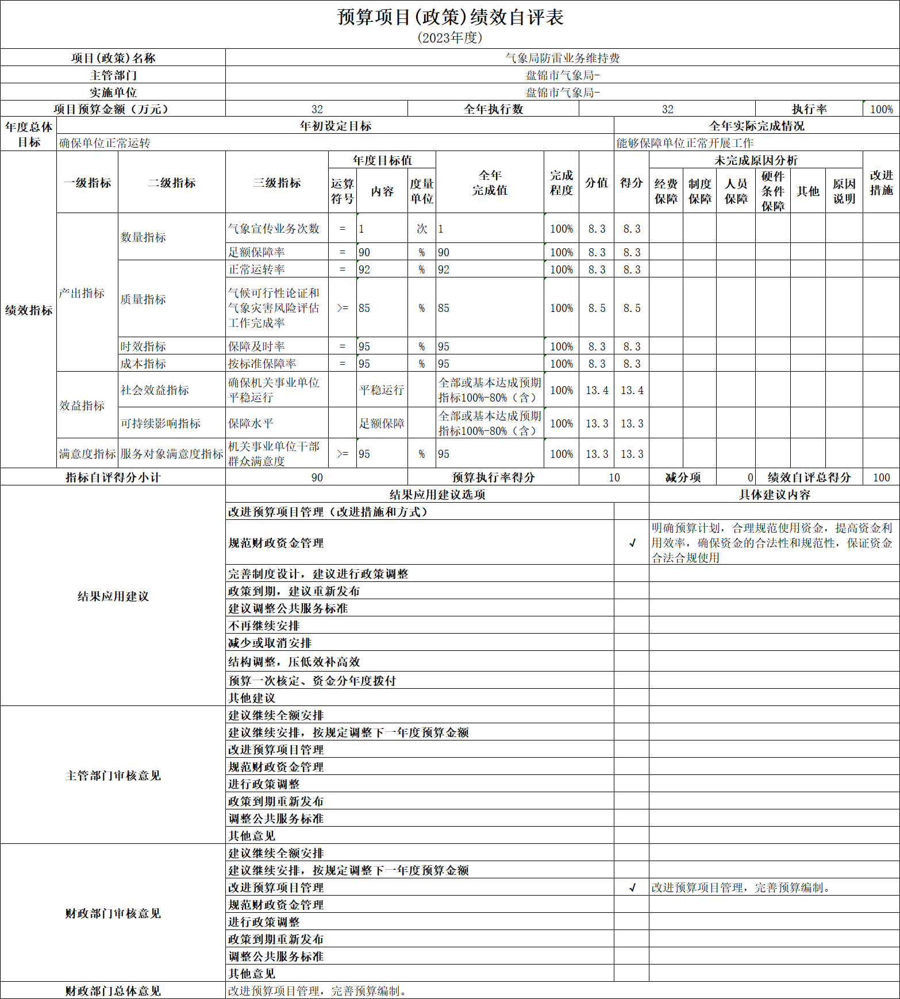 预算项目(政策)绩效自评表
(2023年度)
项目(政策)名称 气象局防雷业务维持费
主管部门 盘锦市气象局-
实施单位 盘锦市气象局-
项目预算金额（万元） 32 全年执行数 32 执行率 100%
年度总体目标 年初设定目标 全年实际完成情况
确保单位正常运转 能够保障单位正常开展工作
绩效指标 一级指标 二级指标 三级指标 年度目标值 全年完成值 完成程度 分值 得分 未完成原因分析 改进措施
运算符号 内容 度量单位 经费保障 制度保障 人员保障 硬件条件保障 其他 原因说明
产出指标 数量指标 气象宣传业务次数 = 1 次 1 100% 8.3 8.3
足额保障率 = 90 % 90 100% 8.3 8.3
质量指标 正常运转率 = 92 % 92 100% 8.3 8.3
气候可行性论证和气象灾害风险评估工作完成率 >= 85 % 85 100% 8.5 8.5
时效指标 保障及时率 = 95 % 95 100% 8.3 8.3
成本指标 按标准保障率 = 95 % 95 100% 8.3 8.3
效益指标 社会效益指标 确保机关事业单位平稳运行 平稳运行 全部或基本达成预期指标100%-80%（含） 100% 13.4 13.4
可持续影响指标 保障水平 足额保障 全部或基本达成预期指标100%-80%（含） 100% 13.3 13.3
满意度指标 服务对象满意度指标 机关事业单位干部群众满意度 >= 95 % 95 100% 13.3 13.3
指标自评得分小计 90 预算执行率得分 10 减分项 0 绩效自评总得分 100
结果应用建议 结果应用建议选项 具体建议内容
改进预算项目管理（改进措施和方式）
规范财政资金管理 √ 明确预算计划，合理规范使用资金，提高资金利用效率，确保资金的合法性和规范性，保证资金合法合规使用
完善制度设计，建议进行政策调整
政策到期，建议重新发布
建议调整公共服务标准
不再继续安排
减少或取消安排
结构调整，压低效补高效
预算一次核定、资金分年度拨付
其他建议
主管部门审核意见 建议继续全额安排
建议继续安排，按规定调整下一年度预算金额
改进预算项目管理
规范财政资金管理
进行政策调整
政策到期重新发布
调整公共服务标准
其他意见
财政部门审核意见 建议继续全额安排
建议继续安排，按规定调整下一年度预算金额
改进预算项目管理 √ 改进预算项目管理，完善预算编制。
规范财政资金管理
进行政策调整
政策到期重新发布
调整公共服务标准
其他意见
财政部门总体意见 改进预算项目管理，完善预算编制。